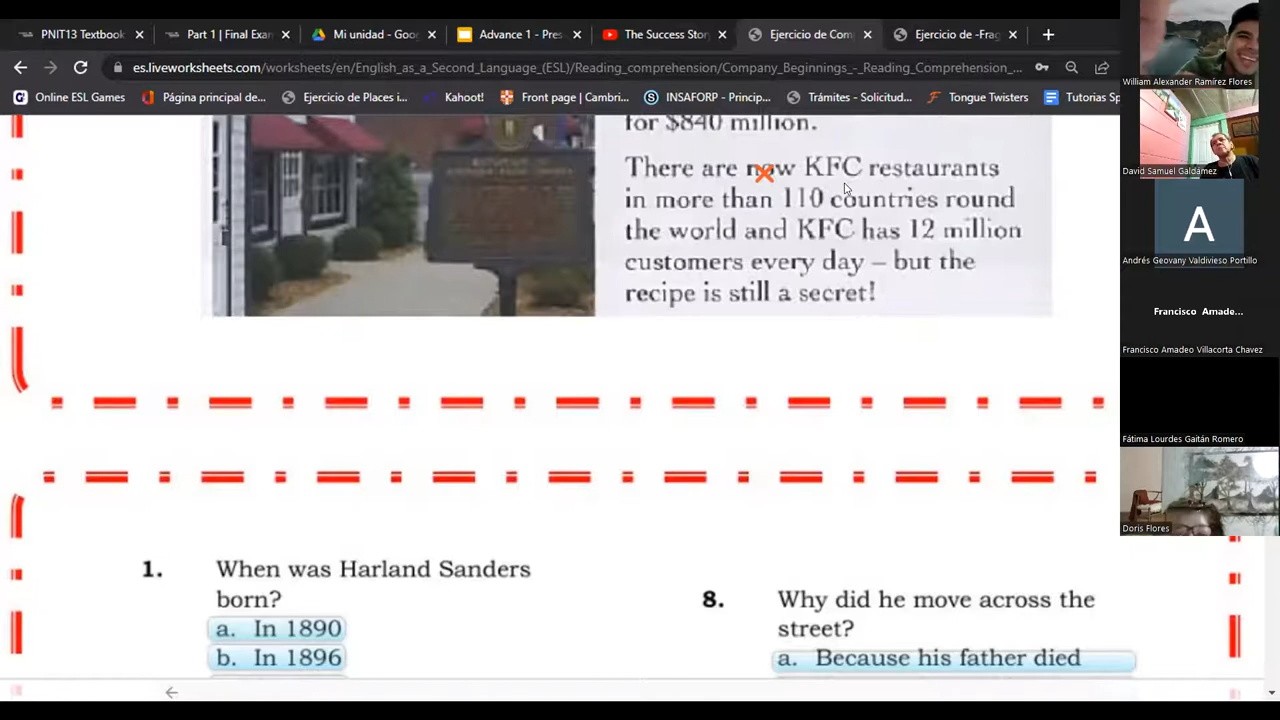 PNIT13 Textbook
Part 1 | Final Exan
Mi unidad - Goog
Advance 1 - Pres
The Success Stor
Ejercicio de Com
Ejercicio de -Frag
es.liveworksheets.com/worksheets/en/English_as_a_Second_Language_(ESL)/Reading_comprehension/Company_Beginnings_-_Reading_Comprehension_...
Online ESL Games
Página principal de...
Ejercicio de Places i...
Kahoot!
Front page | Cambri...
INSAFORP - Princip...
Trámites - Solicitud...
Tongue Twisters
Tutorias Sp
for $840 million.
There are now KFC restaurants
in more than 110 countries round
the world and KFC has 12 million
customers every day – but the
recipe is still a secret!
1. When was Harland Sanders
born?
a. In 1890
b. In 1896
8. Why did he move across the
street?
a. Because his father died
William Alexander Ramírez Flores
David Samuel Galdámez
A
Andrés Geovany Valdivieso Portillo
Francisco Amade...
Francisco Amadeo Villacorta Chavez
Fátima Lourdes Gaitán Romero
Doris Flores